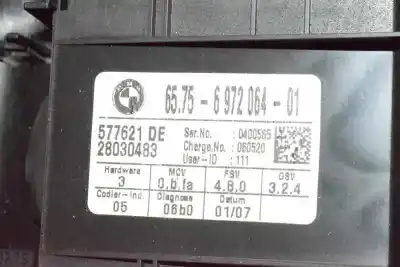 65.75 - 6 972 064 - 01
577621 DE
28030483
Ser.No. : 0400565
Charge.No. : 060520
User-ID : 111
Hardware MCV FSV OSV
3 0.b.fa 4.8.0 3.2.4
Codier-Ind. Diagnose Datum
05 06b0 01/07